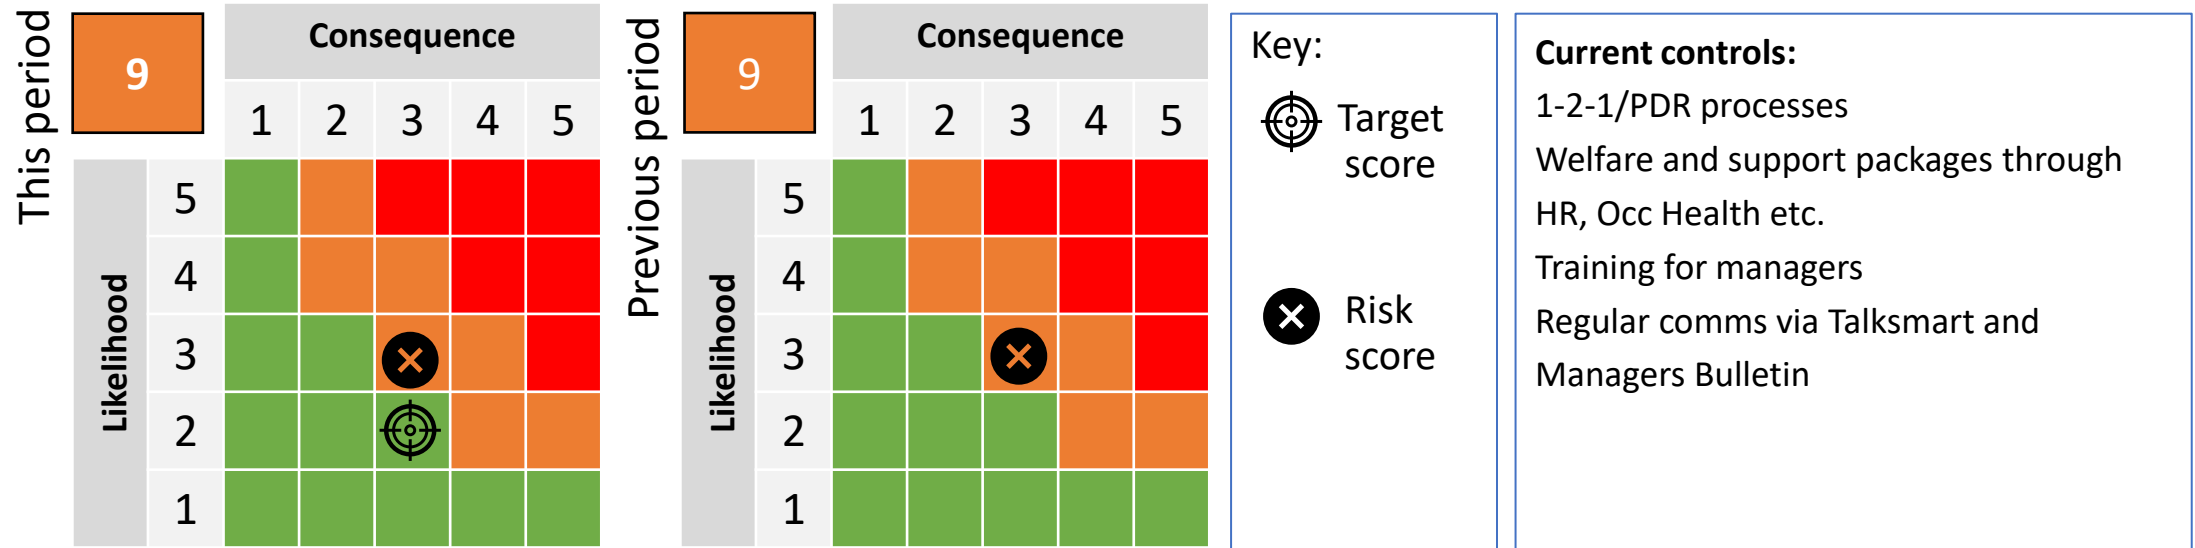 This period
9
Consequence
1 2 3 4 5
Likelihood
5
4
3
2
1
Previous period
9
Consequence
1 2 3 4 5
Likelihood
5
4
3
2
1
Key:
Target
score
Risk
score
Current controls:
1-2-1/PDR processes
Welfare and support packages through
HR, Occ Health etc.
Training for managers
Regular comms via Talksmart and
Managers Bulletin